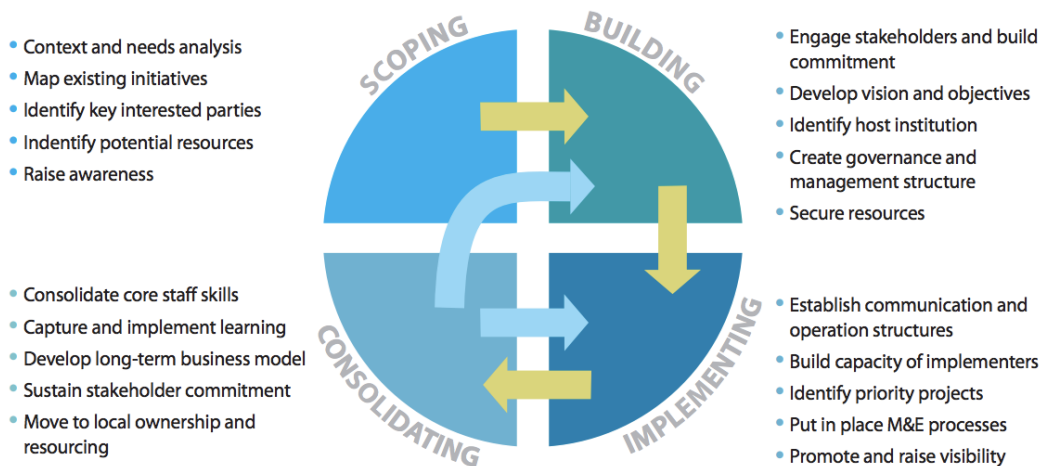 SCOPING
• Context and needs analysis
• Map existing initiatives
• Identify key interested parties
• Indentify potential resources
• Raise awareness
BUILDING
• Engage stakeholders and build
commitment
• Develop vision and objectives
• Identify host institution
• Create governance and
management structure
• Secure resources
CONSOLIDATING
• Consolidate core staff skills
• Capture and implement learning
• Develop long-term business model
• Sustain stakeholder commitment
• Move to local ownership and
resourcing
IMPLEMENTING
• Establish communication and
operation structures
• Build capacity of implementers
• Identify priority projects
• Put in place M&E processes
• Promote and raise visibility